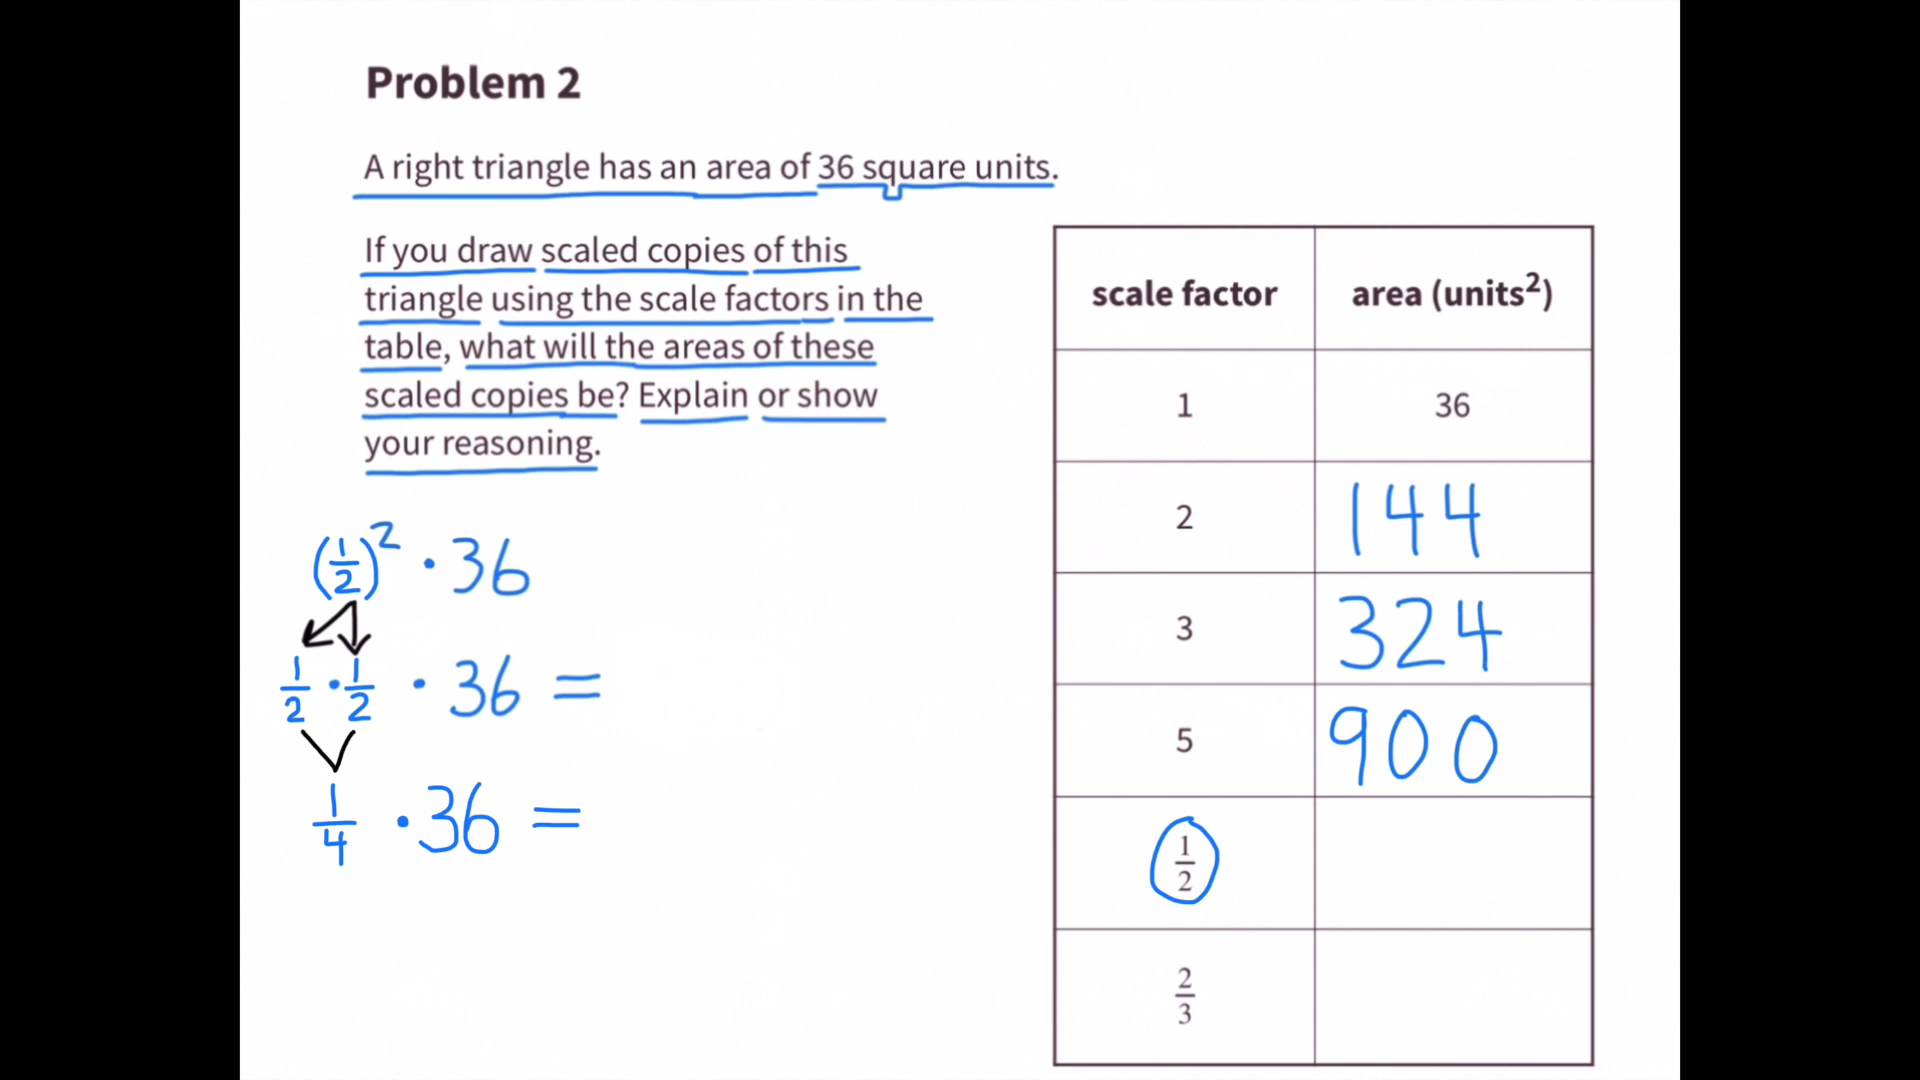 Problem 2
A right triangle has an area of 36 square units.
If you draw scaled copies of this
triangle using the scale factors in the
table, what will the areas of these
scaled copies be? Explain or show
your reasoning.
(1/2)² · 36
1/2 · 1/2 · 36 =
1/4 · 36 =
scale factor area (units²)
1 36
2 144
3 324
5 900
1/2
2/3